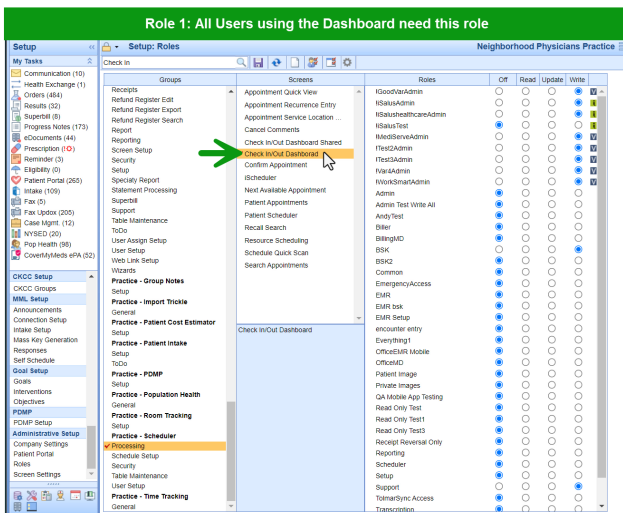 Role 1: All Users using the Dashboard need this role
Setup
Setup: Roles
Neighborhood Physicians Practice
My Tasks
Check In
Communication (10)
Health Exchange (1)
Orders (484)
Results (32)
Superbill (8)
Progress Notes (173)
eDocuments (44)
Prescription (!O)
Reminder (3)
Eligibility (0)
Patient Portal (265)
Intake (109)
Fax (5)
Fax Updox (205)
Case Mgmt. (12)
NYSED (20)
Pop Health (98)
CoverMyMeds ePA (52)
CKCC Setup
CKCC Groups
MML Setup
Announcements
Connection Setup
Intake Setup
Mass Key Generation
Responses
Self Schedule
Goal Setup
Goals
Interventions
Objectives
PDMP
PDMP Setup
Administrative Setup
Company Settings
Patient Portal
Roles
Screen Settings
Groups
Receipts
Refund Register Edit
Refund Register Export
Refund Register Search
Report
Reporting
Screen Setup
Security
Setup
Specialty Report
Statement Processing
Superbill
Support
Table Maintenance
ToDo
User Assign Setup
User Setup
Web Link Setup
Wizards
Practice - Group Notes
Setup
Practice - Import Trickle
General
Practice - Patient Cost Estimator
Setup
Practice - Patient Intake
Setup
ToDo
Practice - PDMP
Setup
Practice - Population Health
General
Practice - Room Tracking
Setup
Practice - Scheduler
Processing
Schedule Setup
Security
Table Maintenance
User Setup
Practice - Time Tracking
General
Screens
Appointment Quick View
Appointment Recurrence Entry
Appointment Service Location ...
Cancel Comments
Check In/Out Dashboard Shared
Check In/Out Dashboard
Confirm Appointment
iScheduler
Next Available Appointment
Patient Appointments
Patient Scheduler
Recall Search
Resource Scheduling
Schedule Quick Scan
Search Appointments
Check In/Out Dashboard
Roles Off Read Update Write
!!GoodVarAdmin
!!SalusAdmin
!!SalushealthcareAdmin
!!SalusTest
!MedServeAdmin
!Test2Admin
!Test3Admin
!Var4Admin
!WorkSmartAdmin
Admin
Admin Test Write All
AndyTest
Biller
BillingMD
BSK
BSK2
Common
EmergencyAccess
EMR
EMR bsk
EMR Setup
encounter entry
Everything1
OfficeEMR Mobile
OfficeMD
Patient Image
Private Images
QA Mobile App Testing
Read Only Test
Read Only Test1
Read Only Test3
Receipt Reversal Only
Reporting
Scheduler
Setup
Support
TolmarSync Access
Transcription